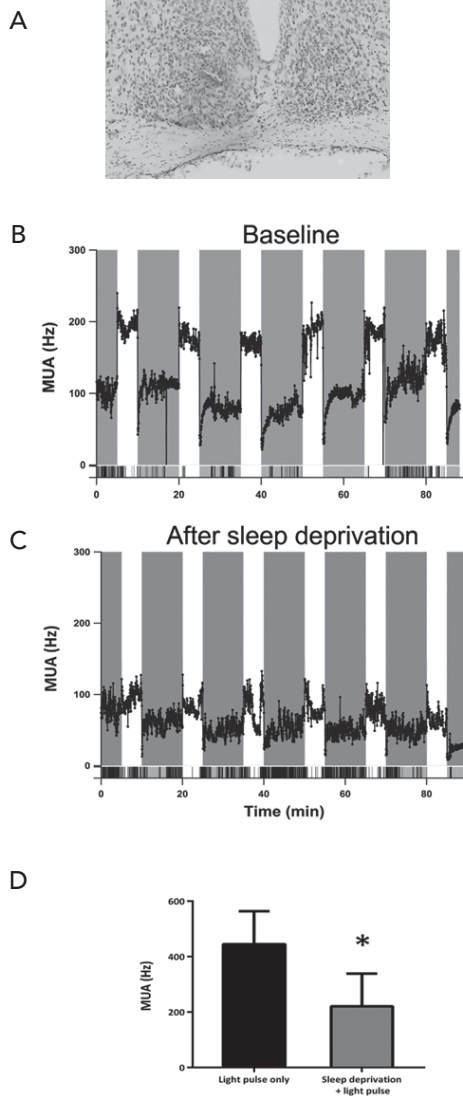 A
B
Baseline
300
200
100
0
MUA (Hz)
0 20 40 60 80
C
After sleep deprivation
300
200
100
0
MUA (Hz)
0 20 40 60 80
Time (min)
D
600
400
200
0
MUA (Hz)
*
Light pulse only
Sleep deprivation
+ light pulse